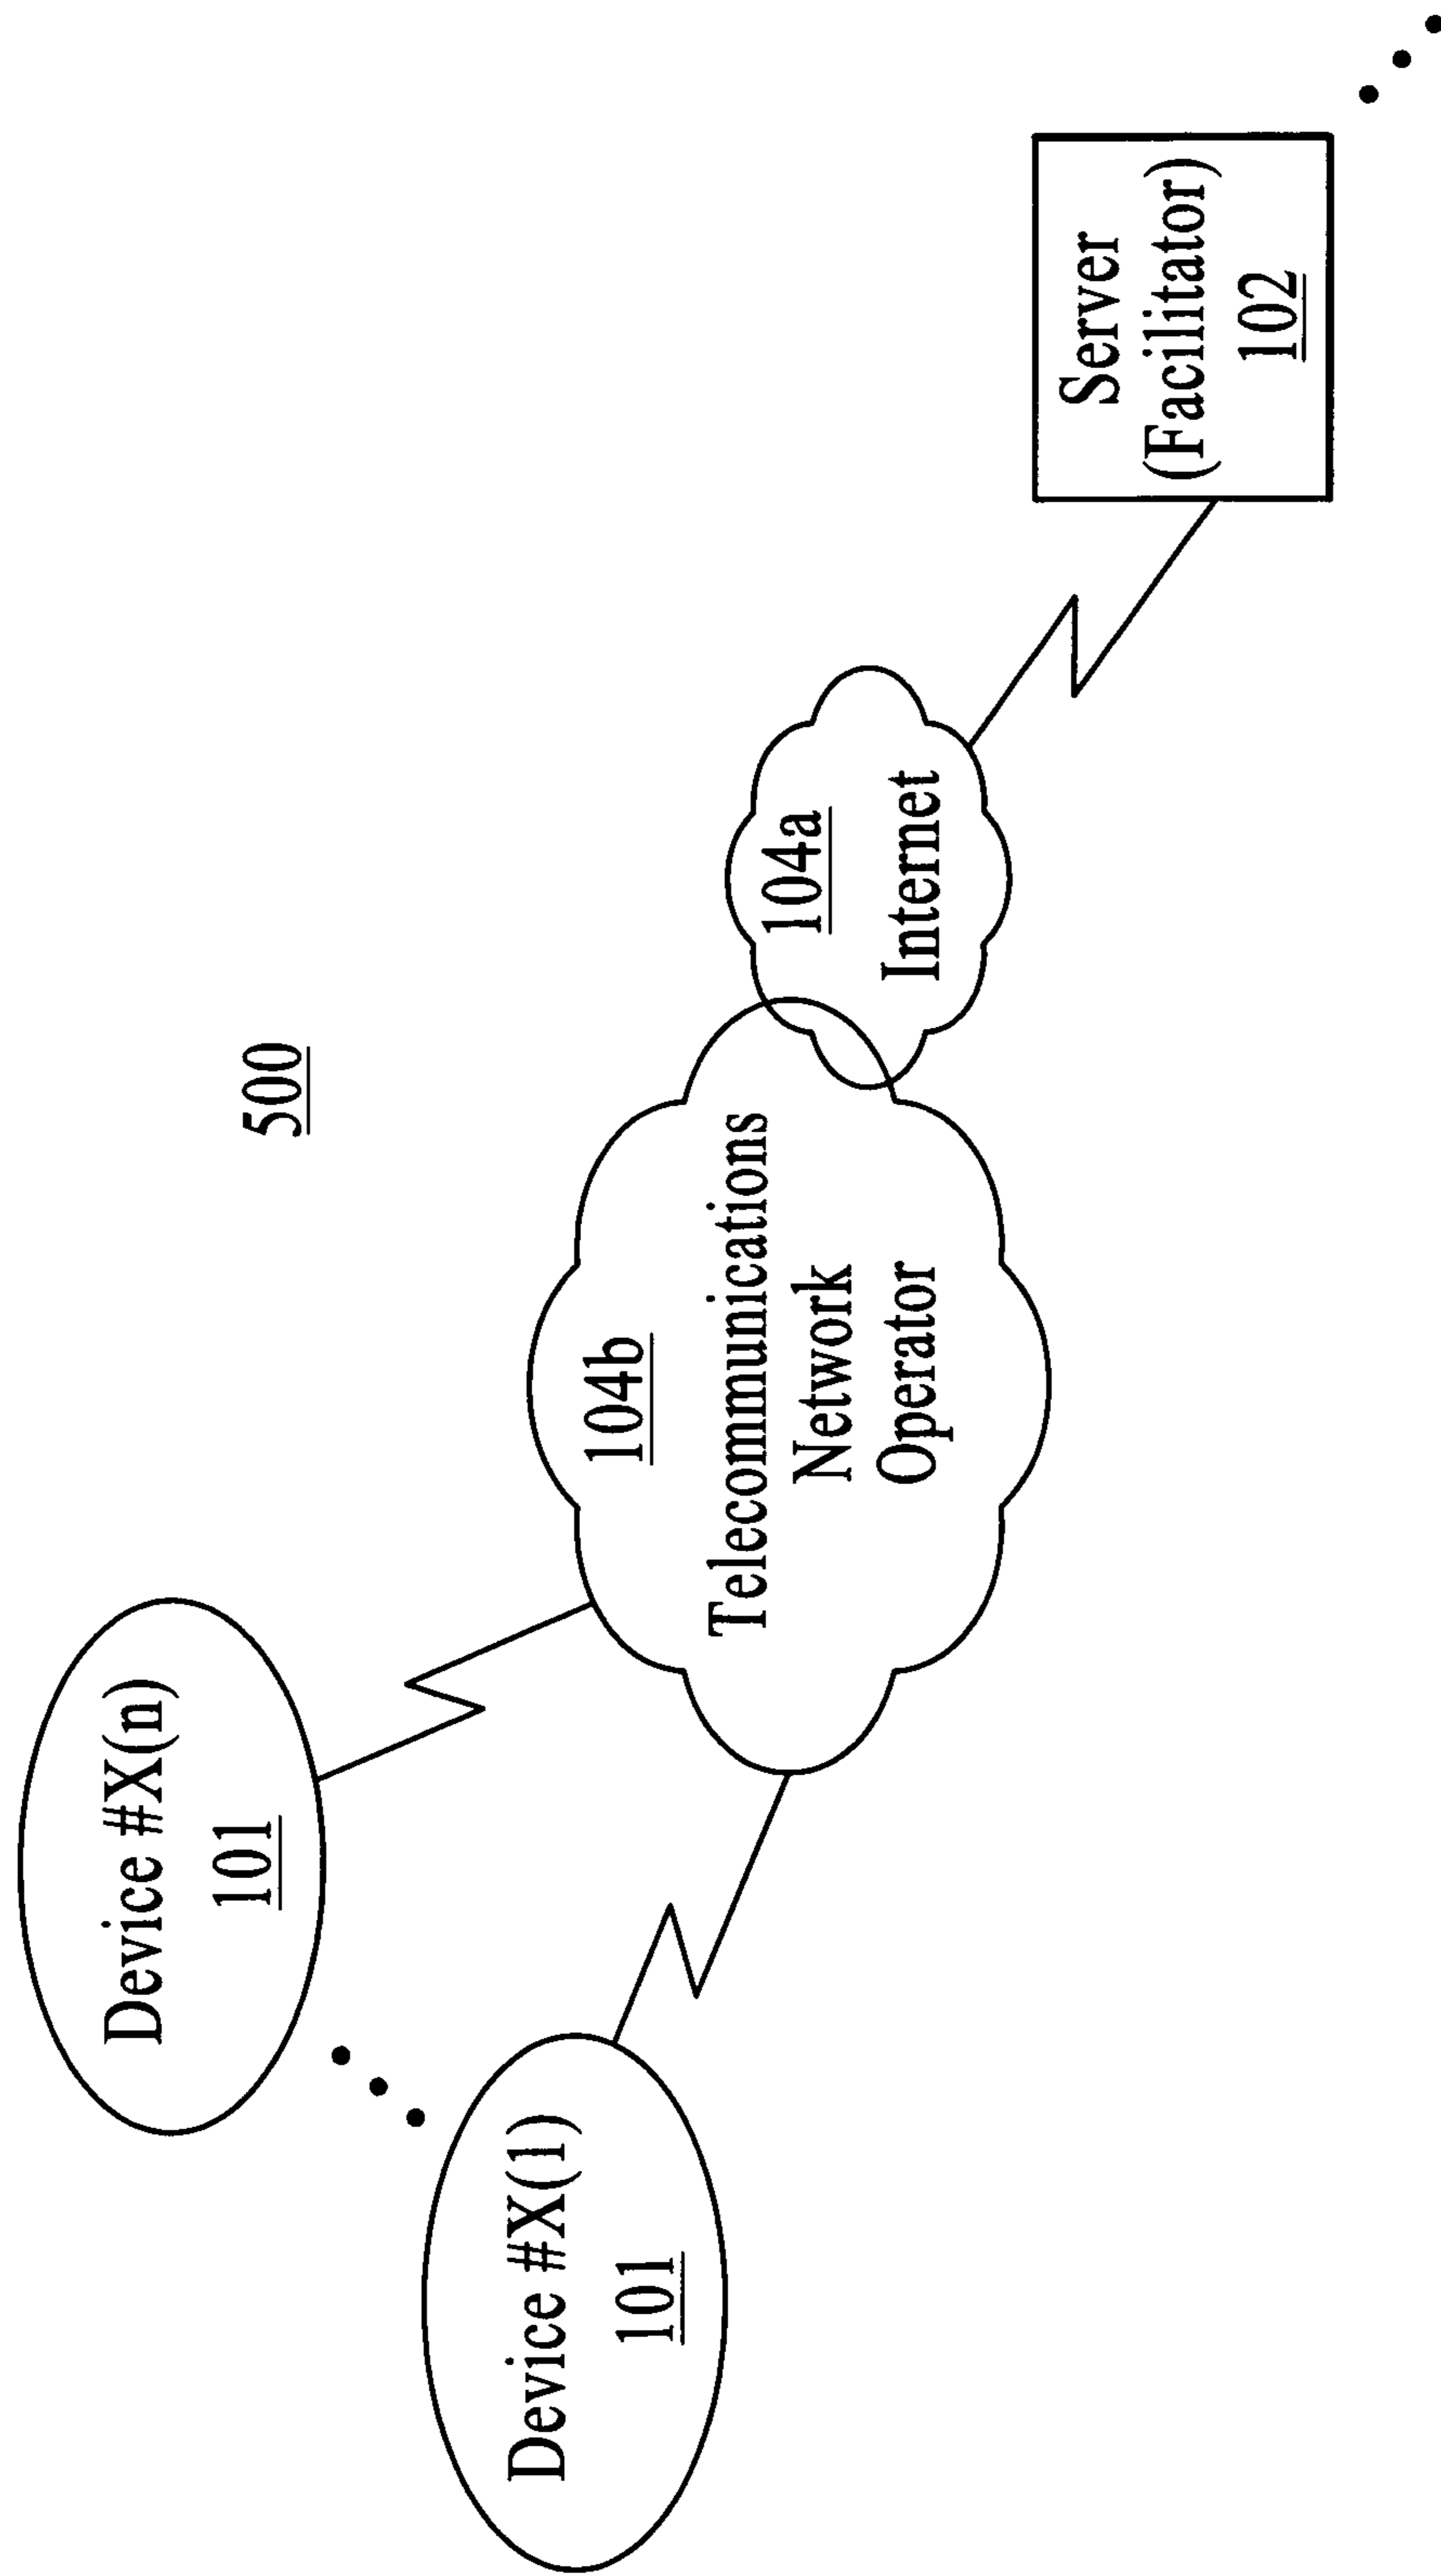 500
Device #X(n)
101
Device #X(1)
101
104b
Telecommunications
Network
Operator
104a
Internet
Server
(Facilitator)
102